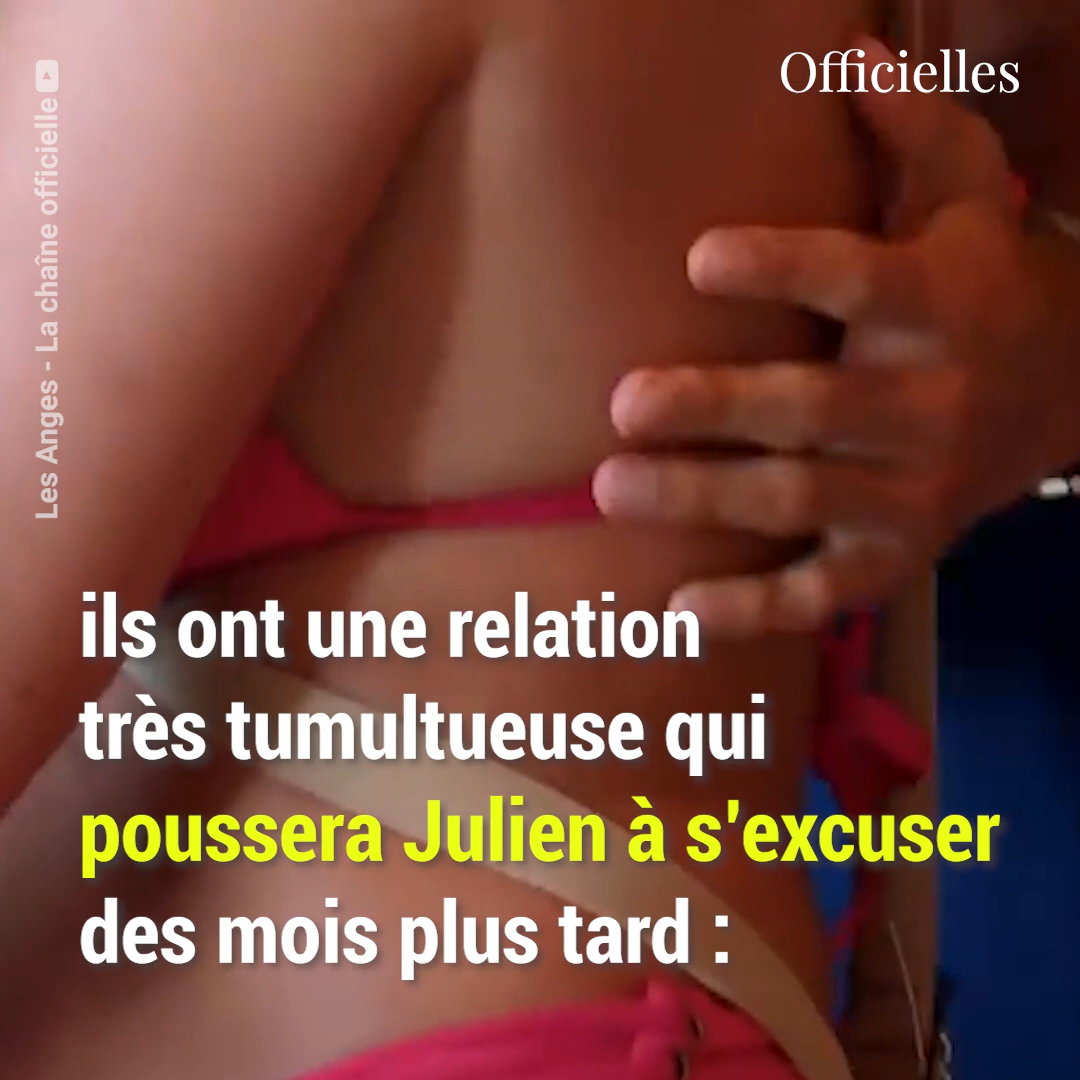 Officielles
Les Anges - La chaîne officielle
ils ont une relation
très tumultueuse qui
poussera Julien à s'excuser
des mois plus tard :